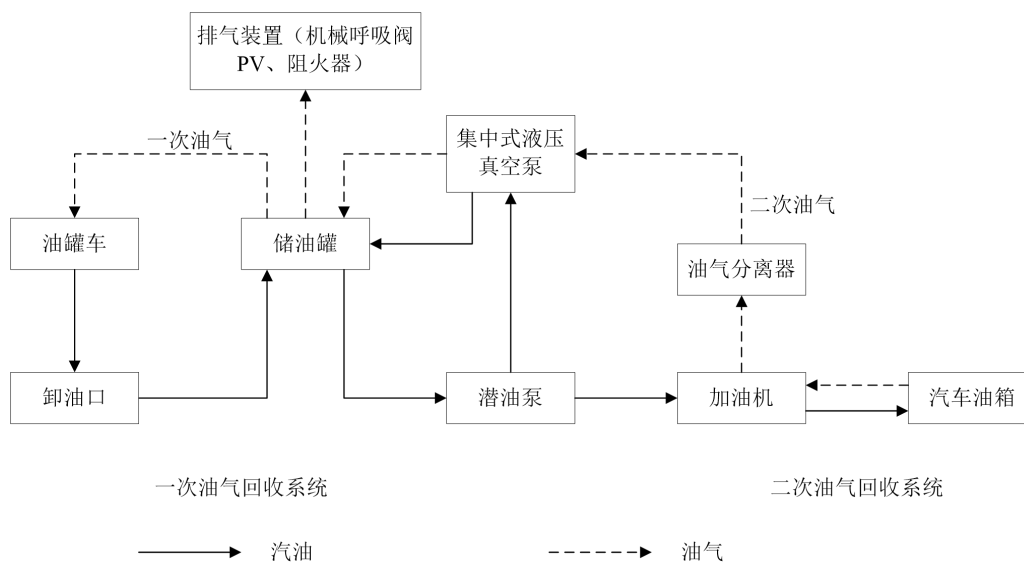 排气装置（机械呼吸阀
PV、阻火器）
一次油气
集中式液压
真空泵
二次油气
油罐车
储油罐
油气分离器
卸油口
潜油泵
加油机
汽车油箱
一次油气回收系统
二次油气回收系统
汽油
油气